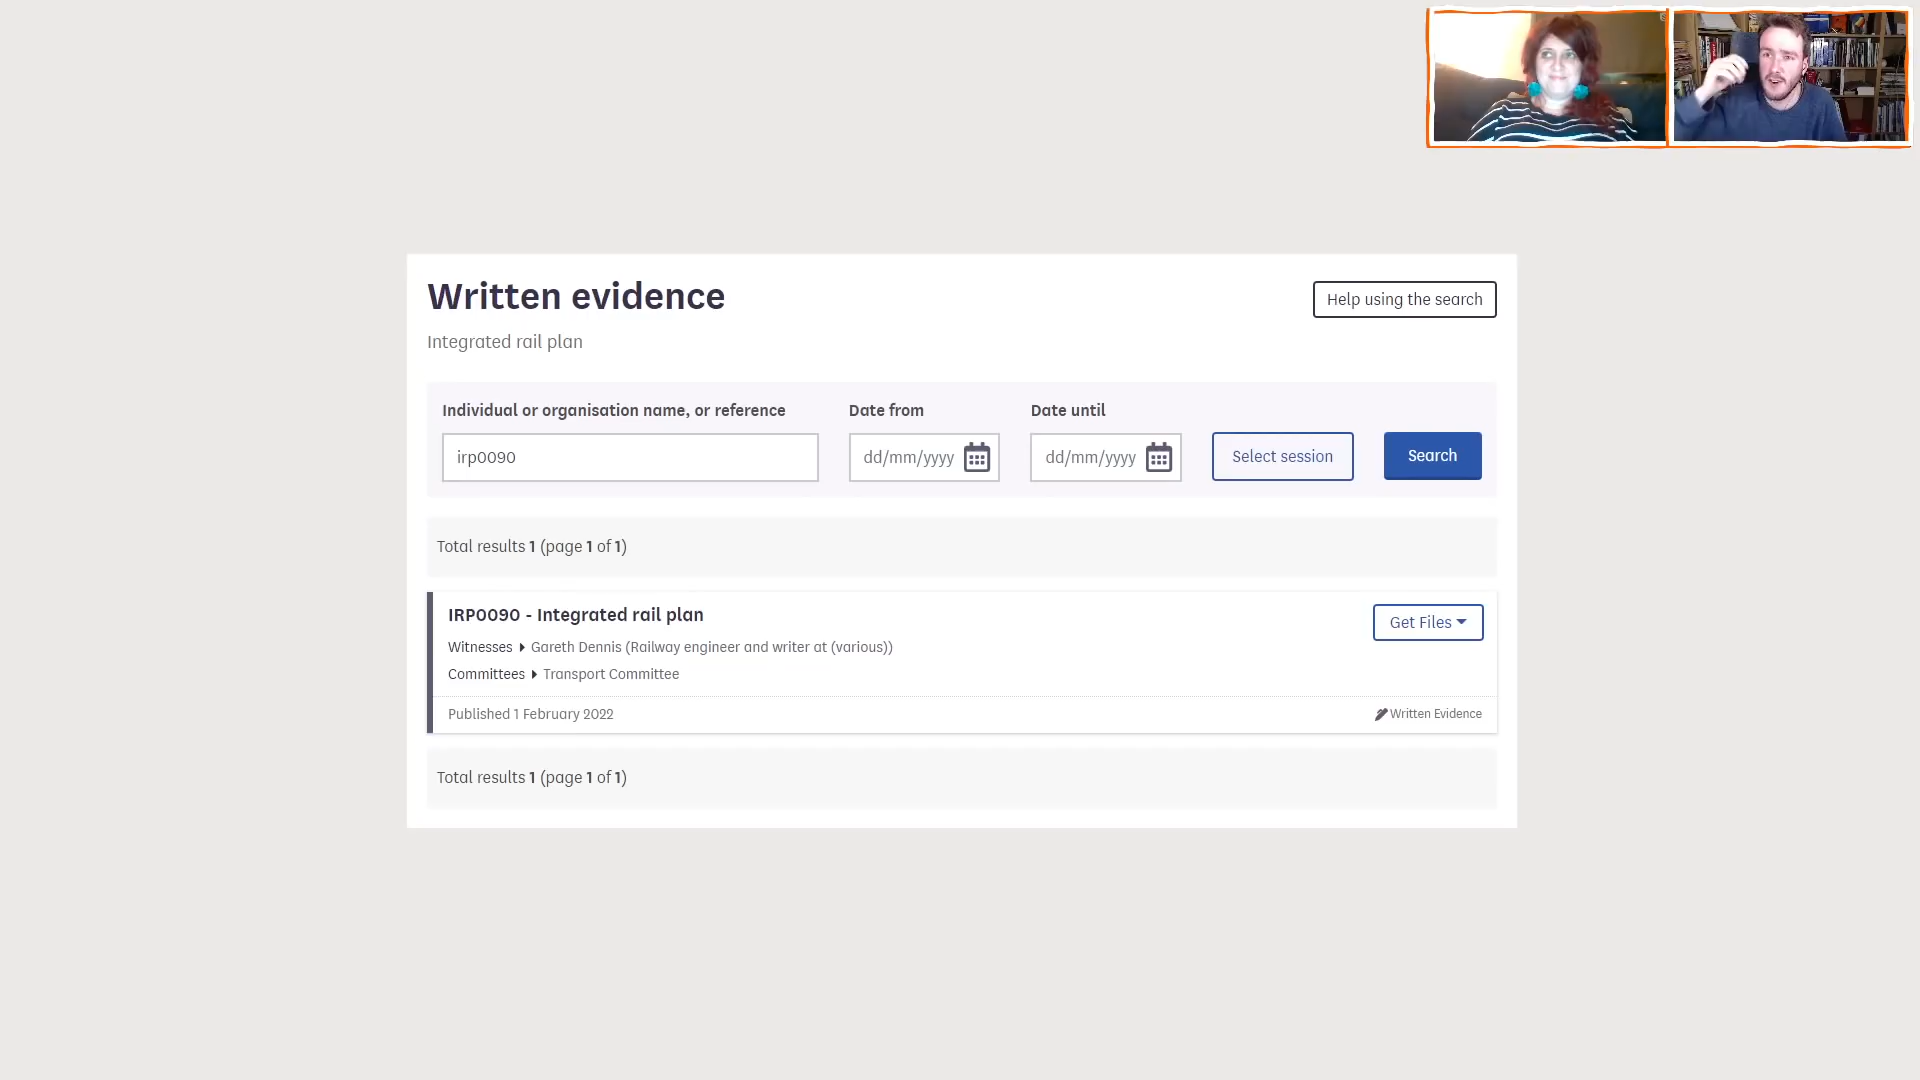 Written evidence
Help using the search
Integrated rail plan
Individual or organisation name, or reference
Date from
Date until
irp0090
dd/mm/yyyy
dd/mm/yyyy
Select session
Search
Total results 1 (page 1 of 1)
IRP0090 - Integrated rail plan
Get Files
Witnesses Gareth Dennis (Railway engineer and writer at (various))
Committees Transport Committee
Published 1 February 2022
Written Evidence
Total results 1 (page 1 of 1)